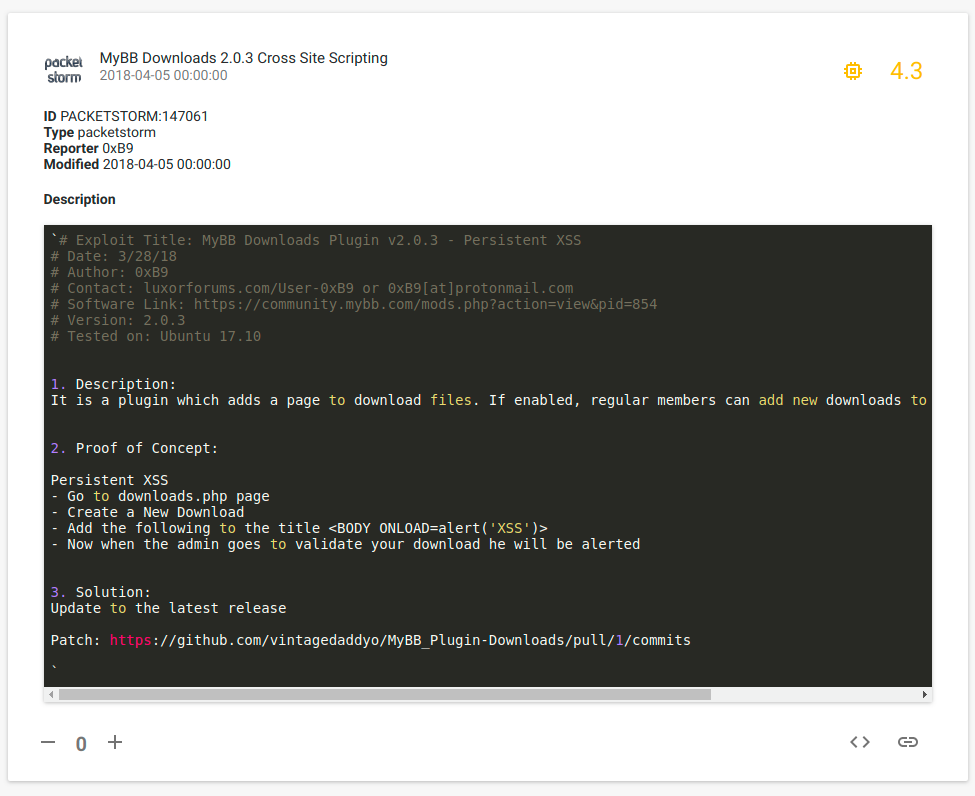 packet
storm
MyBB Downloads 2.0.3 Cross Site Scripting
2018-04-05 00:00:00
4.3
ID PACKETSTORM:147061
Type packetstorm
Reporter 0xB9
Modified 2018-04-05 00:00:00
Description
`# Exploit Title: MyBB Downloads Plugin v2.0.3 - Persistent XSS
# Date: 3/28/18
# Author: 0xB9
# Contact: luxorforums.com/User-0xB9 or 0xB9[at]protonmail.com
# Software Link: https://community.mybb.com/mods.php?action=view&pid=854
# Version: 2.0.3
# Tested on: Ubuntu 17.10
1. Description:
It is a plugin which adds a page to download files. If enabled, regular members can add new downloads to
2. Proof of Concept:
Persistent XSS
- Go to downloads.php page
- Create a New Download
- Add the following to the title <BODY ONLOAD=alert('XSS')>
- Now when the admin goes to validate your download he will be alerted
3. Solution:
Update to the latest release
Patch: https://github.com/vintagedaddyo/MyBB_Plugin-Downloads/pull/1/commits
`
0